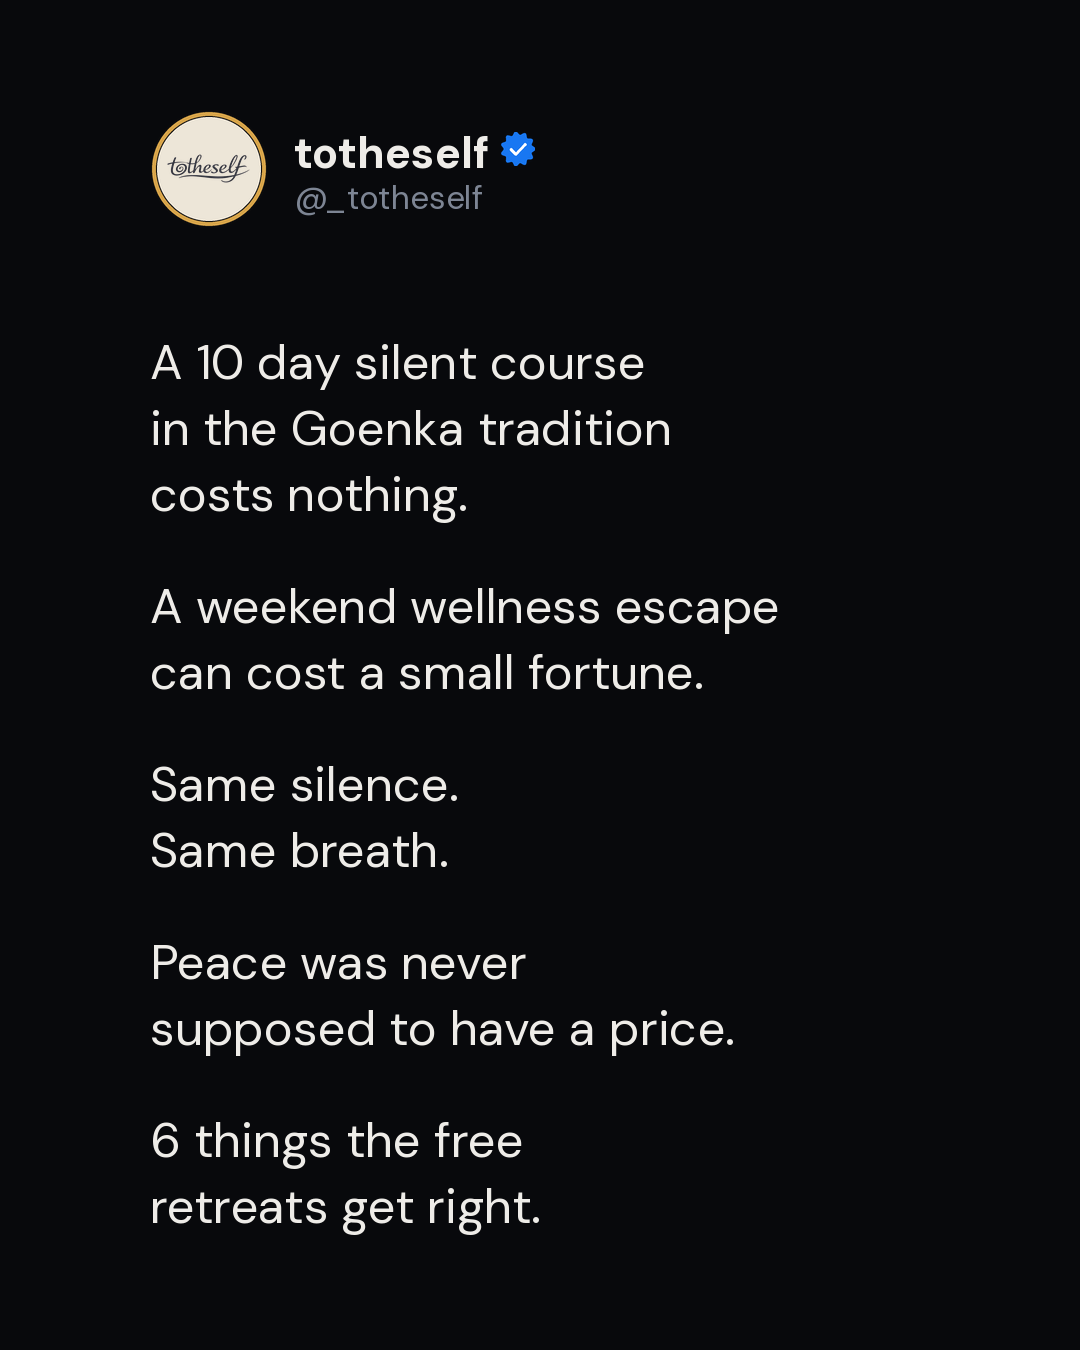 totheself
totheself
@_totheself
A 10 day silent course
in the Goenka tradition
costs nothing.
A weekend wellness escape
can cost a small fortune.
Same silence.
Same breath.
Peace was never
supposed to have a price.
6 things the free
retreats get right.